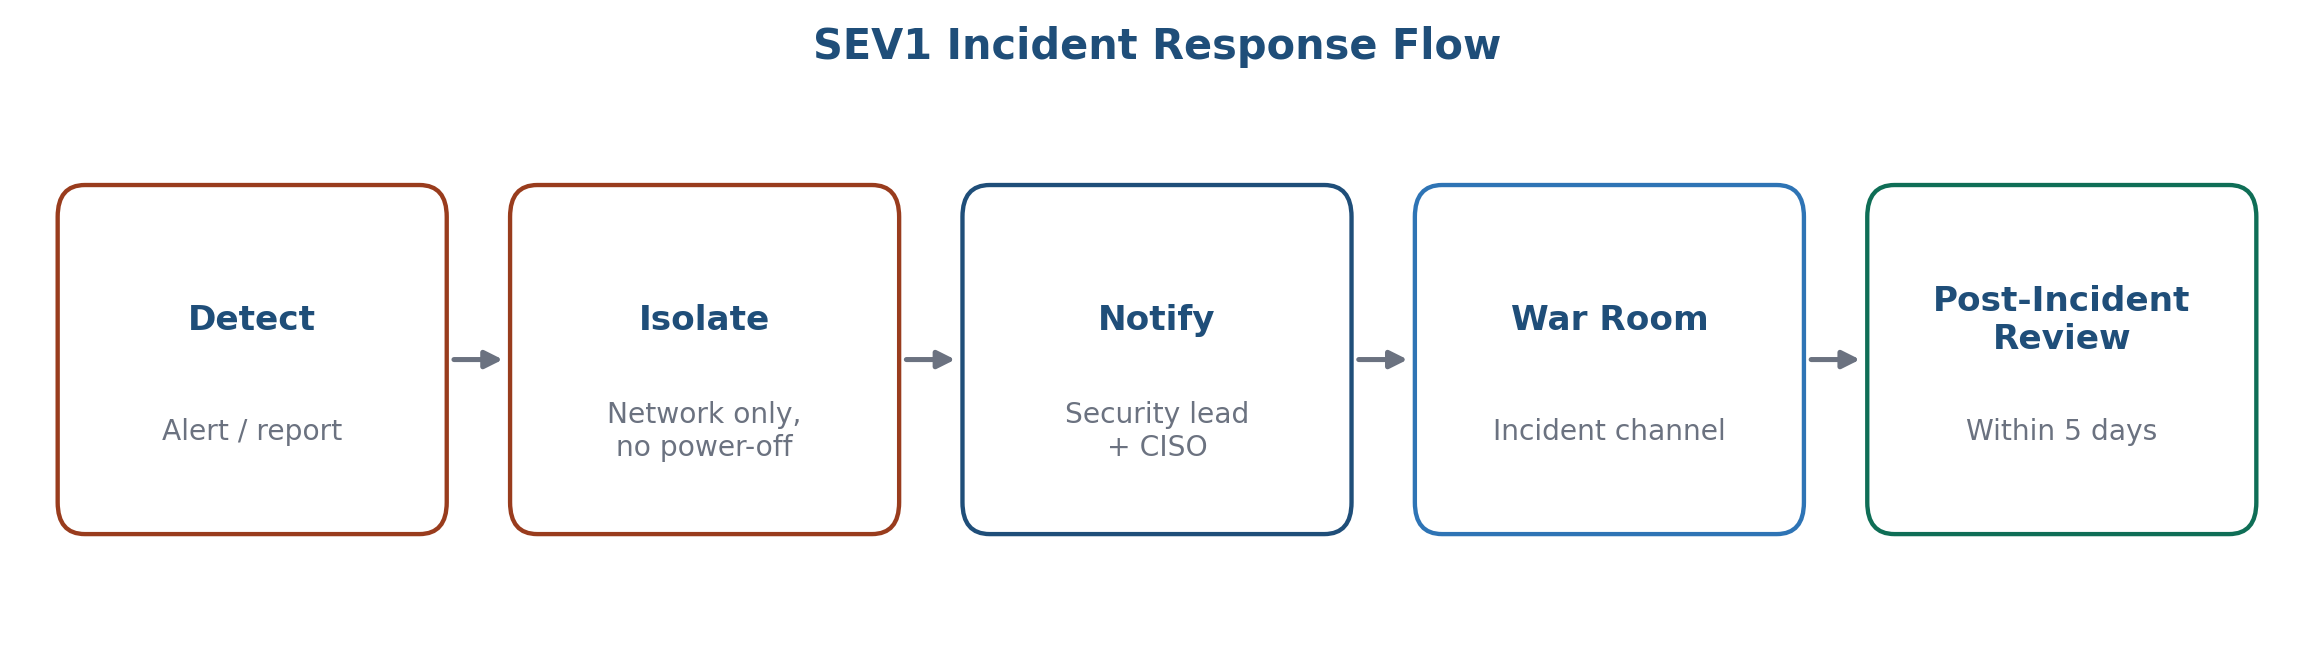 SEV1 Incident Response Flow
Detect
Alert / report
Isolate
Network only,
no power-off
Notify
Security lead
+ CISO
War Room
Incident channel
Post-Incident
Review
Within 5 days